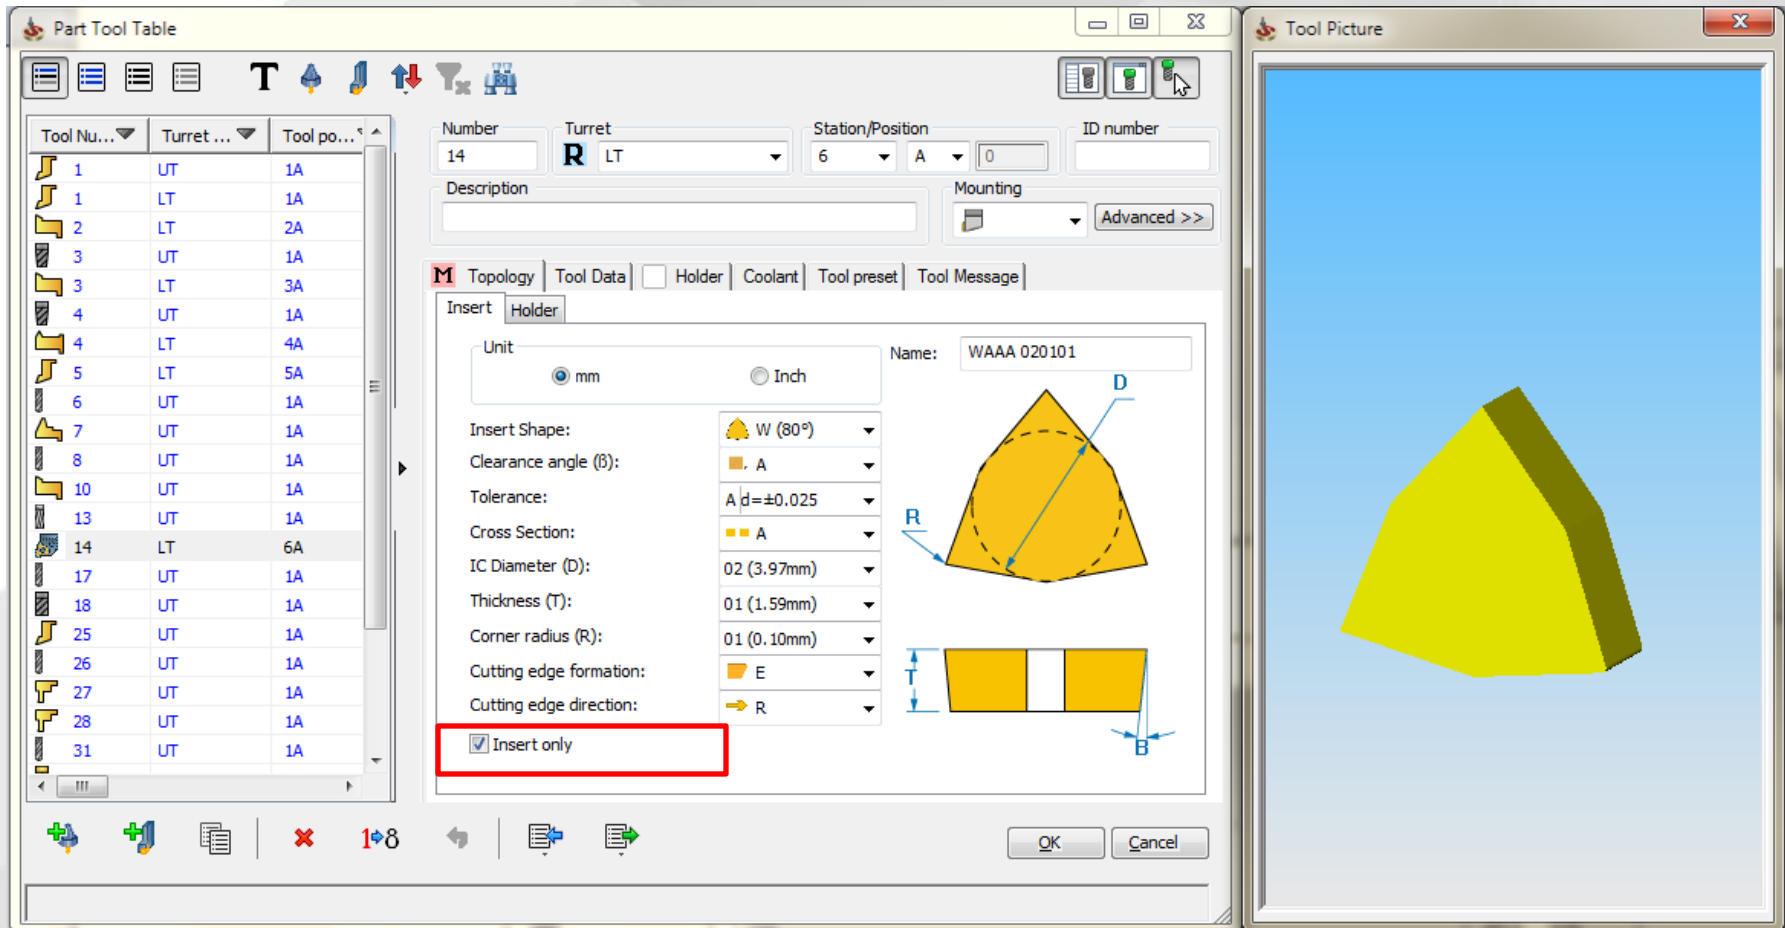 Part Tool Table
Tool Picture
T
Tool Nu...
Turret ...
Tool po...
1 UT 1A
1 LT 1A
2 LT 2A
3 UT 1A
3 LT 3A
4 UT 1A
4 LT 4A
5 LT 5A
6 UT 1A
7 UT 1A
8 UT 1A
10 UT 1A
13 UT 1A
14 LT 6A
17 UT 1A
18 UT 1A
25 UT 1A
26 UT 1A
27 UT 1A
28 UT 1A
31 UT 1A
Number
14
Turret
R LT
Station/Position
6 A 0
ID number
Description
Mounting
Advanced >>
M Topology Tool Data Holder Coolant Tool preset Tool Message
Insert Holder
Unit
mm Inch
Name: WAAA 020101
Insert Shape: W (80°)
Clearance angle (β): A
Tolerance: A d=±0.025
Cross Section: A
IC Diameter (D): 02 (3.97mm)
Thickness (T): 01 (1.59mm)
Corner radius (R): 01 (0.10mm)
Cutting edge formation: E
Cutting edge direction: R
Insert only
D
R
T
B
1 8
OK Cancel